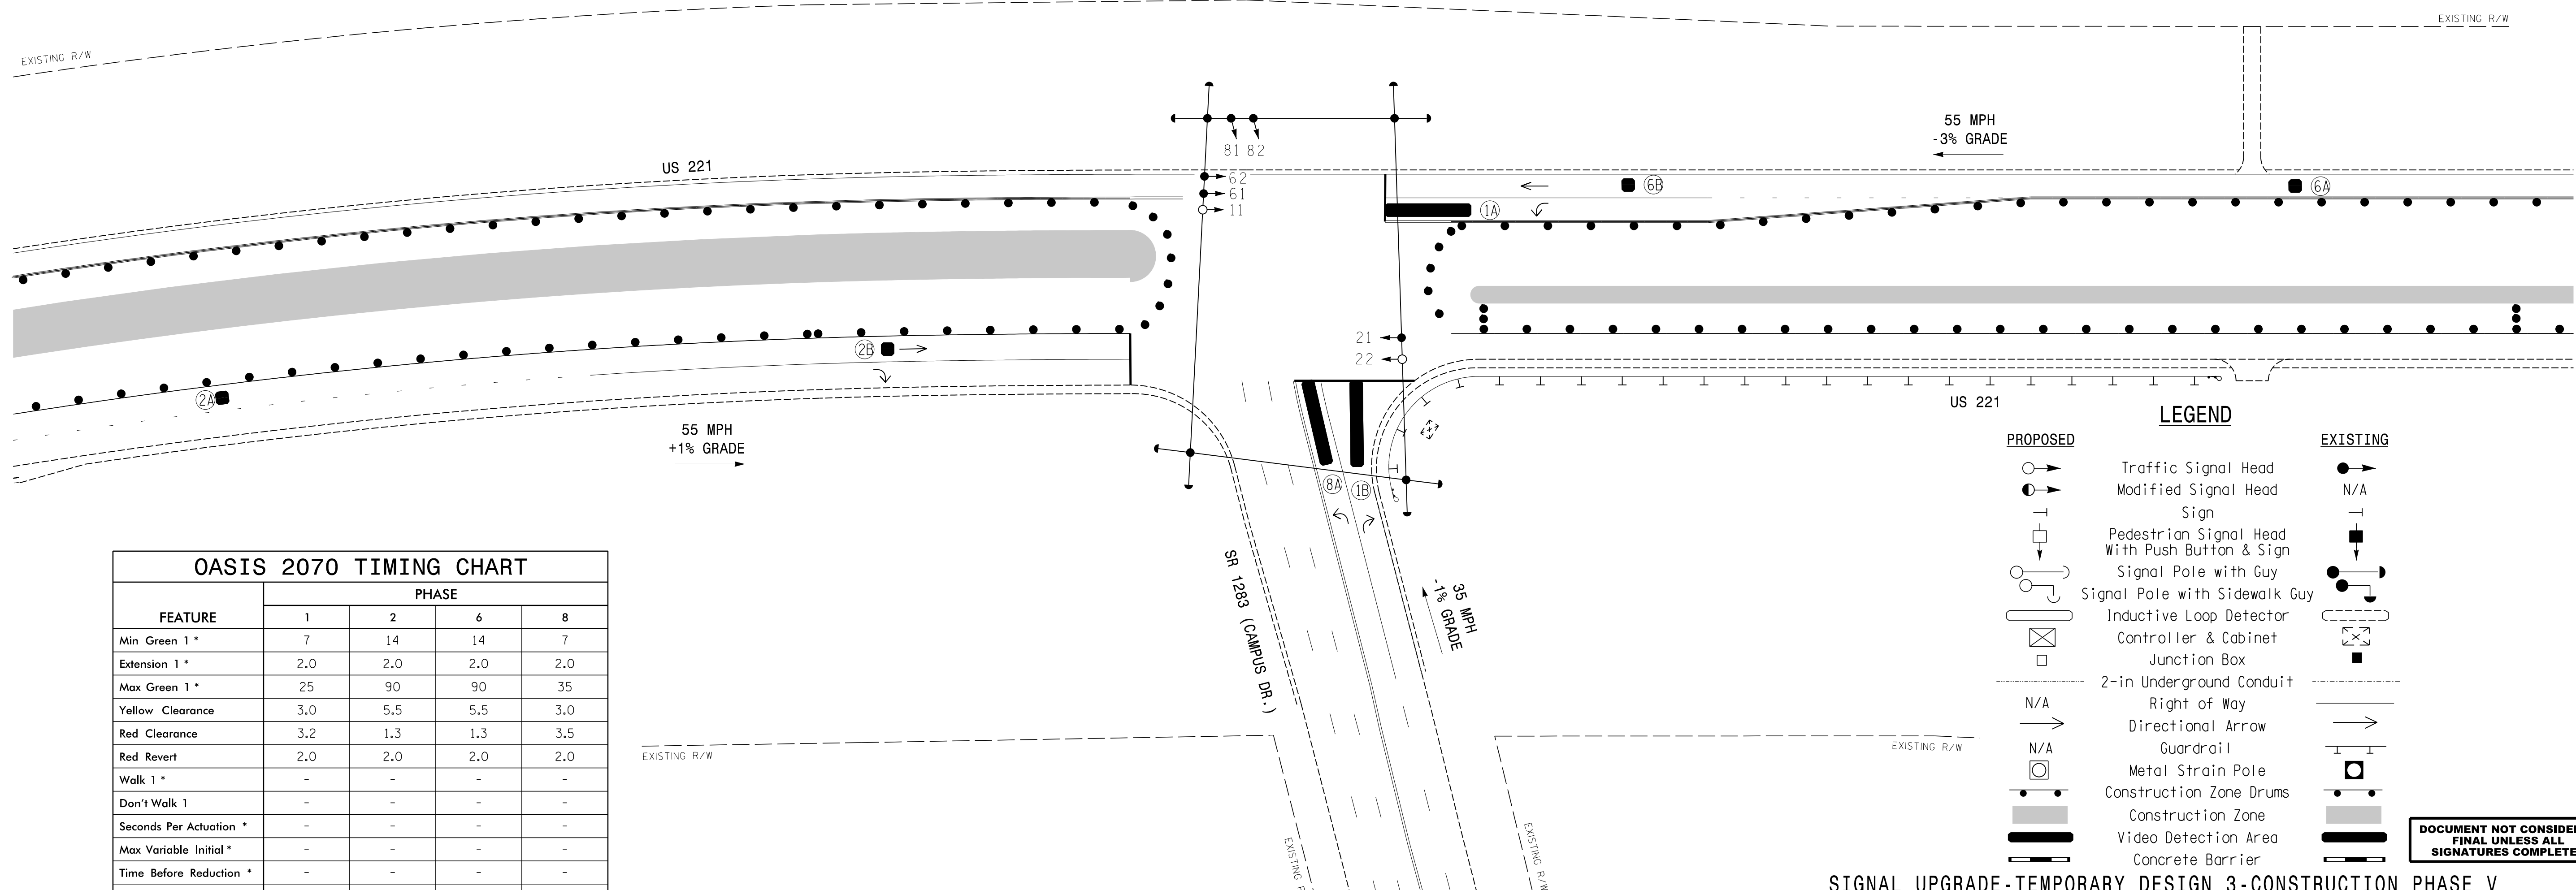 EXISTING R/W
EXISTING R/W
55 MPH
-3% GRADE
81 82
US 221
62
61
11
6B
6A
1A
21
22
2B
2A
55 MPH
+1% GRADE
US 221
8A
1B
SR 1283 (CAMPUS DR.)
35 MPH
-1% GRADE
EXISTING R/W
EXISTING R/W
EXISTING R/W
OASIS 2070 TIMING CHART
FEATURE PHASE
1 2 6 8
Min Green 1 * 7 14 14 7
Extension 1 * 2.0 2.0 2.0 2.0
Max Green 1 * 25 90 90 35
Yellow Clearance 3.0 5.5 5.5 3.0
Red Clearance 3.2 1.3 1.3 3.5
Red Revert 2.0 2.0 2.0 2.0
Walk 1 * - - - -
Don't Walk 1 - - - -
Seconds Per Actuation * - - - -
Max Variable Initial * - - - -
Time Before Reduction * - - - -
LEGEND
PROPOSED EXISTING
Traffic Signal Head
Modified Signal Head N/A
Sign
Pedestrian Signal Head
With Push Button & Sign
Signal Pole with Guy
Signal Pole with Sidewalk Guy
Inductive Loop Detector
Controller & Cabinet
Junction Box
2-in Underground Conduit
N/A Right of Way
Directional Arrow
N/A Guardrail
Metal Strain Pole
Construction Zone Drums
Construction Zone
Video Detection Area
Concrete Barrier
DOCUMENT NOT CONSIDE
FINAL UNLESS ALL
SIGNATURES COMPLETE
SIGNAL UPGRADE-TEMPORARY DESIGN 3-CONSTRUCTION PHASE V